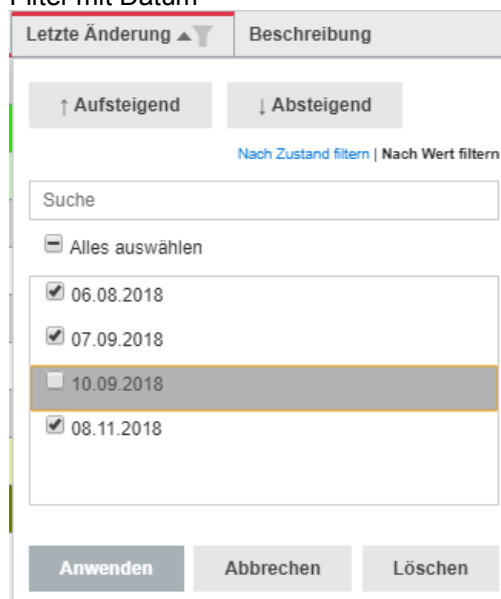 Filter mit Datum
Letzte Änderung Beschreibung
↑ Aufsteigend ↓ Absteigend
Nach Zustand filtern | Nach Wert filtern
Suche
Alles auswählen
06.08.2018
07.09.2018
10.09.2018
08.11.2018
Anwenden Abbrechen Löschen